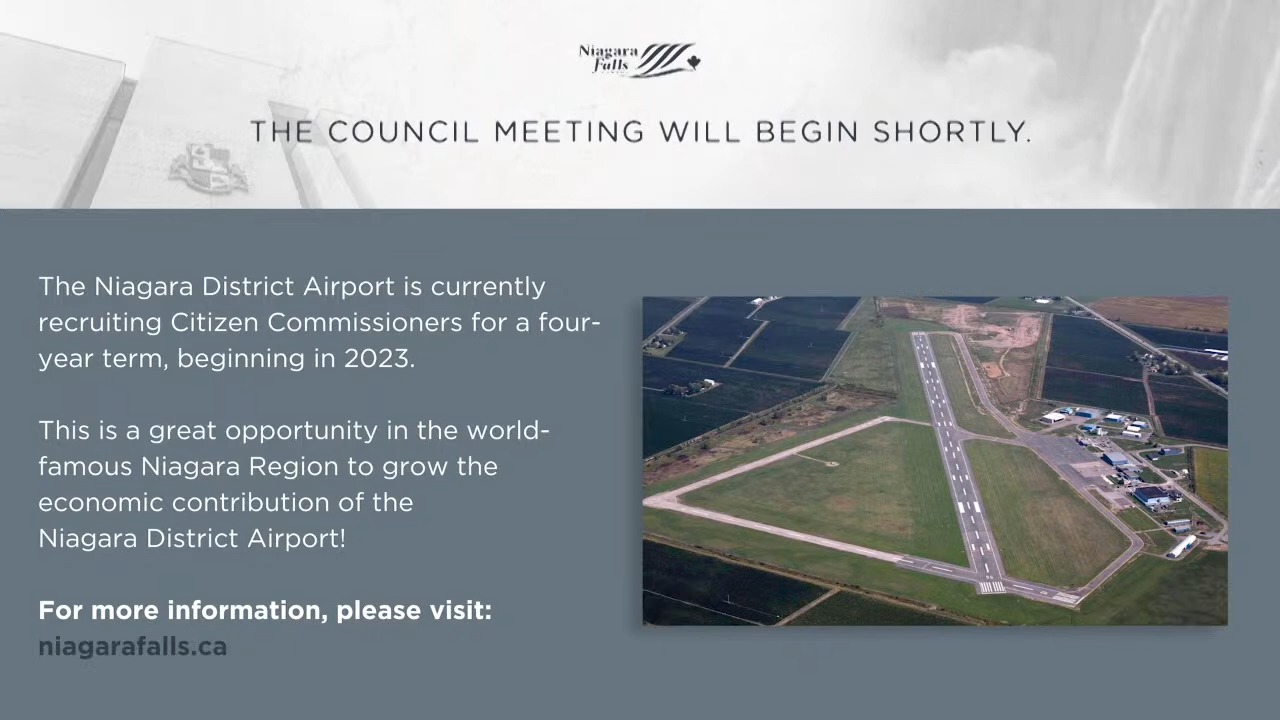 Niagara
Falls
THE COUNCIL MEETING WILL BEGIN SHORTLY.
The Niagara District Airport is currently
recruiting Citizen Commissioners for a four-
year term, beginning in 2023.
This is a great opportunity in the world-
famous Niagara Region to grow the
economic contribution of the
Niagara District Airport!
For more information, please visit:
niagarafalls.ca